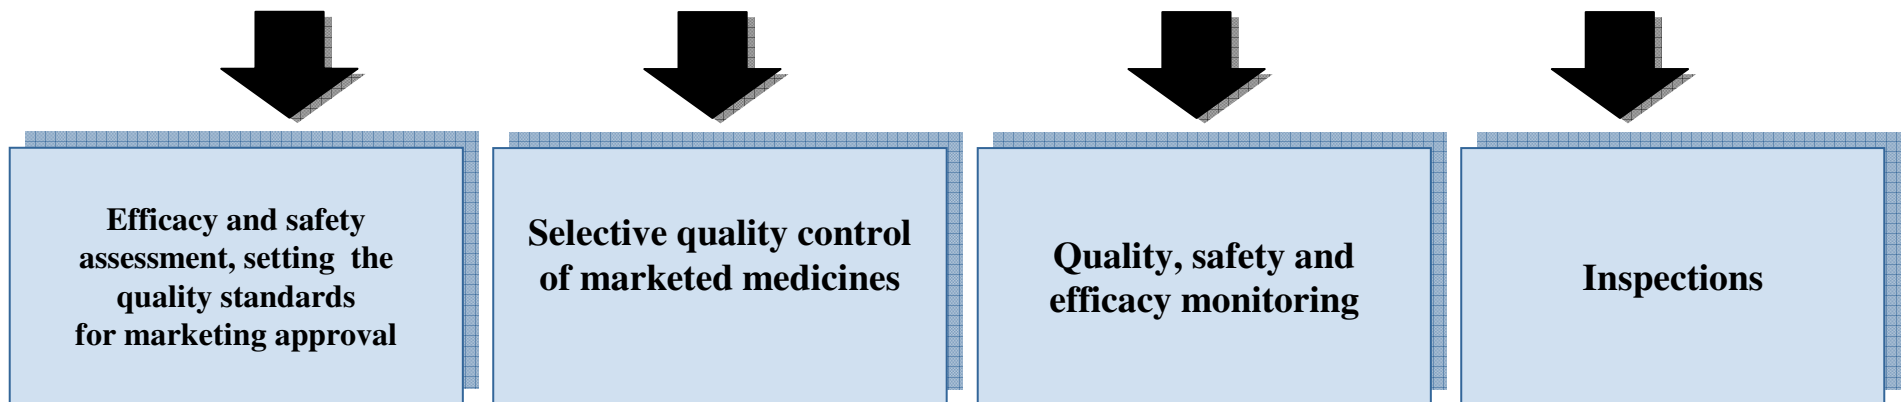 Efficacy and safety
assessment, setting the
quality standards
for marketing approval
Selective quality control
of marketed medicines
Quality, safety and
efficacy monitoring
Inspections